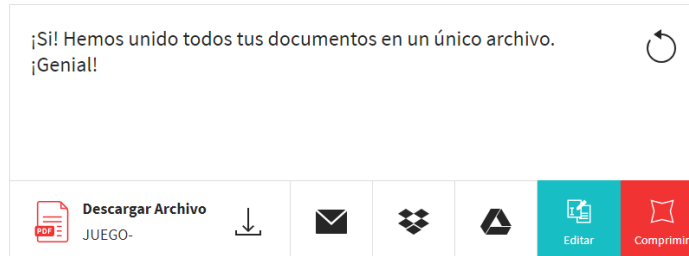 ¡Si! Hemos unido todos tus documentos en un único archivo.
¡Genial!
PDF
Descargar Archivo
JUEGO-
Editar
Comprimir